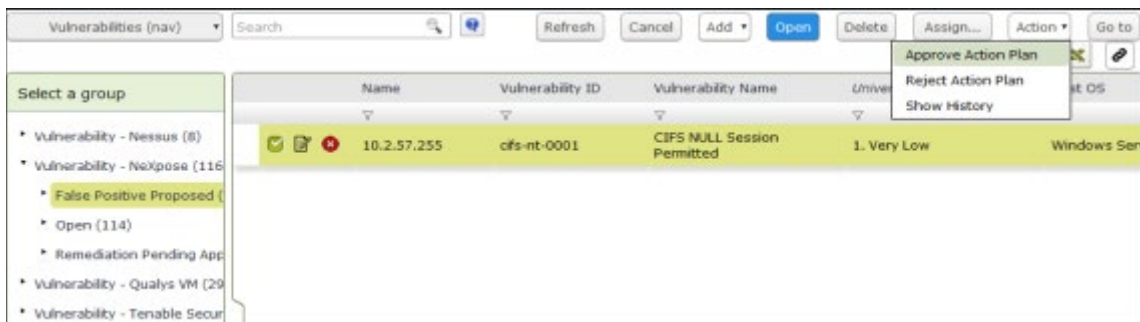 Vulnerabilities (nav)
Search
Refresh
Cancel
Add
Open
Delete
Assign...
Action
Go to
Approve Action Plan
Reject Action Plan
Show History
Select a group
Name
Vulnerability ID
Vulnerability Name
Univer
st OS
Vulnerability - Nessus (8)
Vulnerability - NeXpose (116
False Positive Proposed (
Open (114)
Remediation Pending App
Vulnerability - Qualys VM (29
Vulnerability - Tenable Secur
10.2.57.255
cifs-nt-0001
CIFS NULL Session
Permitted
1. Very Low
Windows Ser